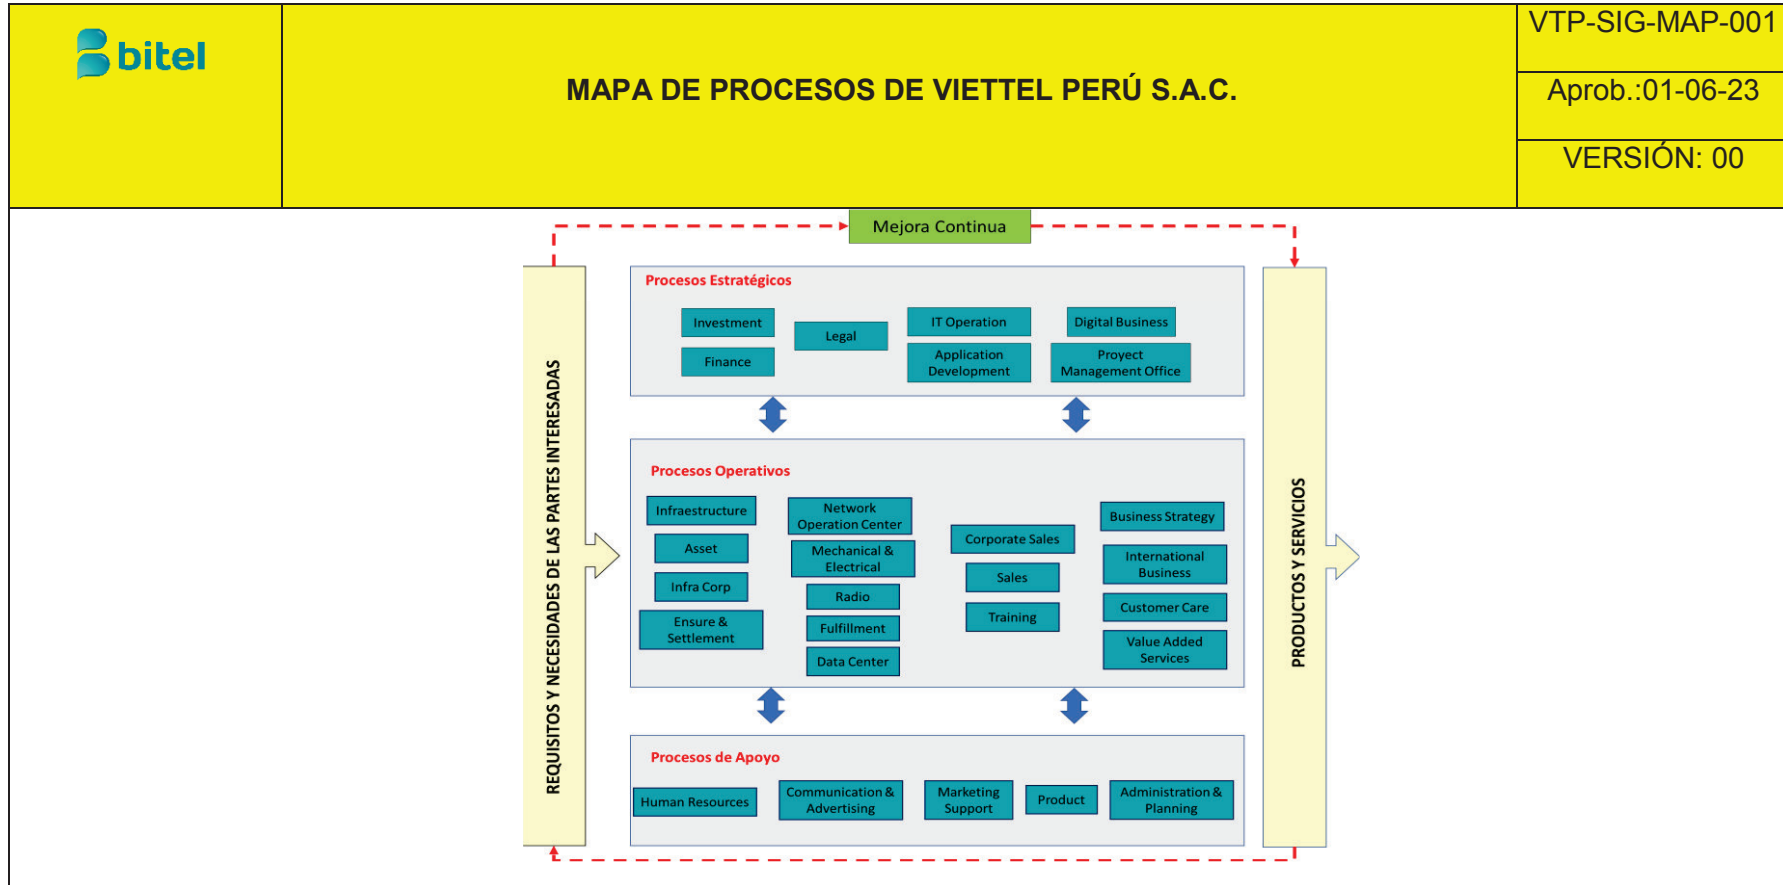 bitel
MAPA DE PROCESOS DE VIETTEL PERÚ S.A.C.
VTP-SIG-MAP-001
Aprob.:01-06-23
VERSIÓN: 00
Mejora Continua
REQUISITOS Y NECESIDADES DE LAS PARTES INTERESADAS
Procesos Estratégicos
Investment
Finance
Legal
IT Operation
Application
Development
Digital Business
Proyect
Management Office
Procesos Operativos
Infraestructure
Asset
Infra Corp
Ensure &
Settlement
Network
Operation Center
Mechanical &
Electrical
Radio
Fulfillment
Data Center
Corporate Sales
Sales
Training
Business Strategy
International
Business
Customer Care
Value Added
Services
Procesos de Apoyo
Human Resources
Communication &
Advertising
Marketing
Support
Product
Administration &
Planning
PRODUCTOS Y SERVICIOS